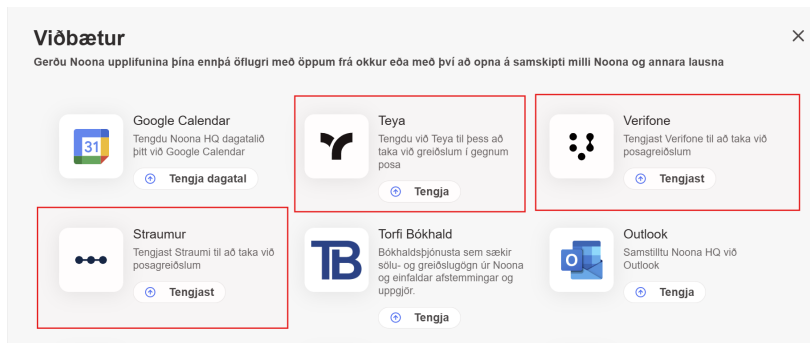 Viðbætur
Gerðu Noona upplifunina þína ennþá öflugri með öppum frá okkur eða með því að opna á samskipti milli Noona og annara lausna
31
Google Calendar
Tengdu Noona HQ dagatalið
þitt við Google Calendar
Tengja dagatal
Teya
Tengdu við Teya til þess að
taka við greiðslum í gegnum
posa
Tengja
Verifone
Tengjast Verifone til að taka við
posagreiðslum
Tengjast
Straumur
Tengjast Straumi til að taka við
posagreiðslum
Tengjast
TB
Torfi Bókhald
Bókhaldsþjónusta sem sækir
sölu- og greiðslugögn úr Noona
og einfaldar afstemmingar og
uppgjör.
Tengja
O
Outlook
Samstilltu Noona HQ við
Outlook
Tengja